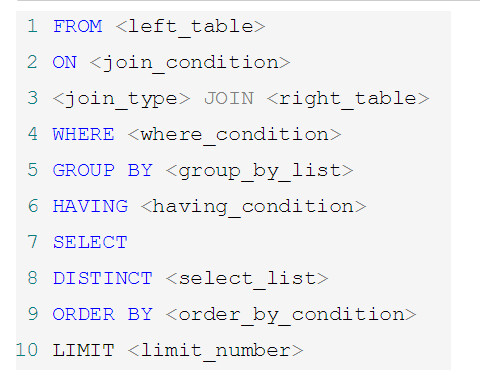 1 FROM <left_table>
2 ON <join_condition>
3 <join_type> JOIN <right_table>
4 WHERE <where_condition>
5 GROUP BY <group_by_list>
6 HAVING <having_condition>
7 SELECT
8 DISTINCT <select_list>
9 ORDER BY <order_by_condition>
10 LIMIT <limit_number>